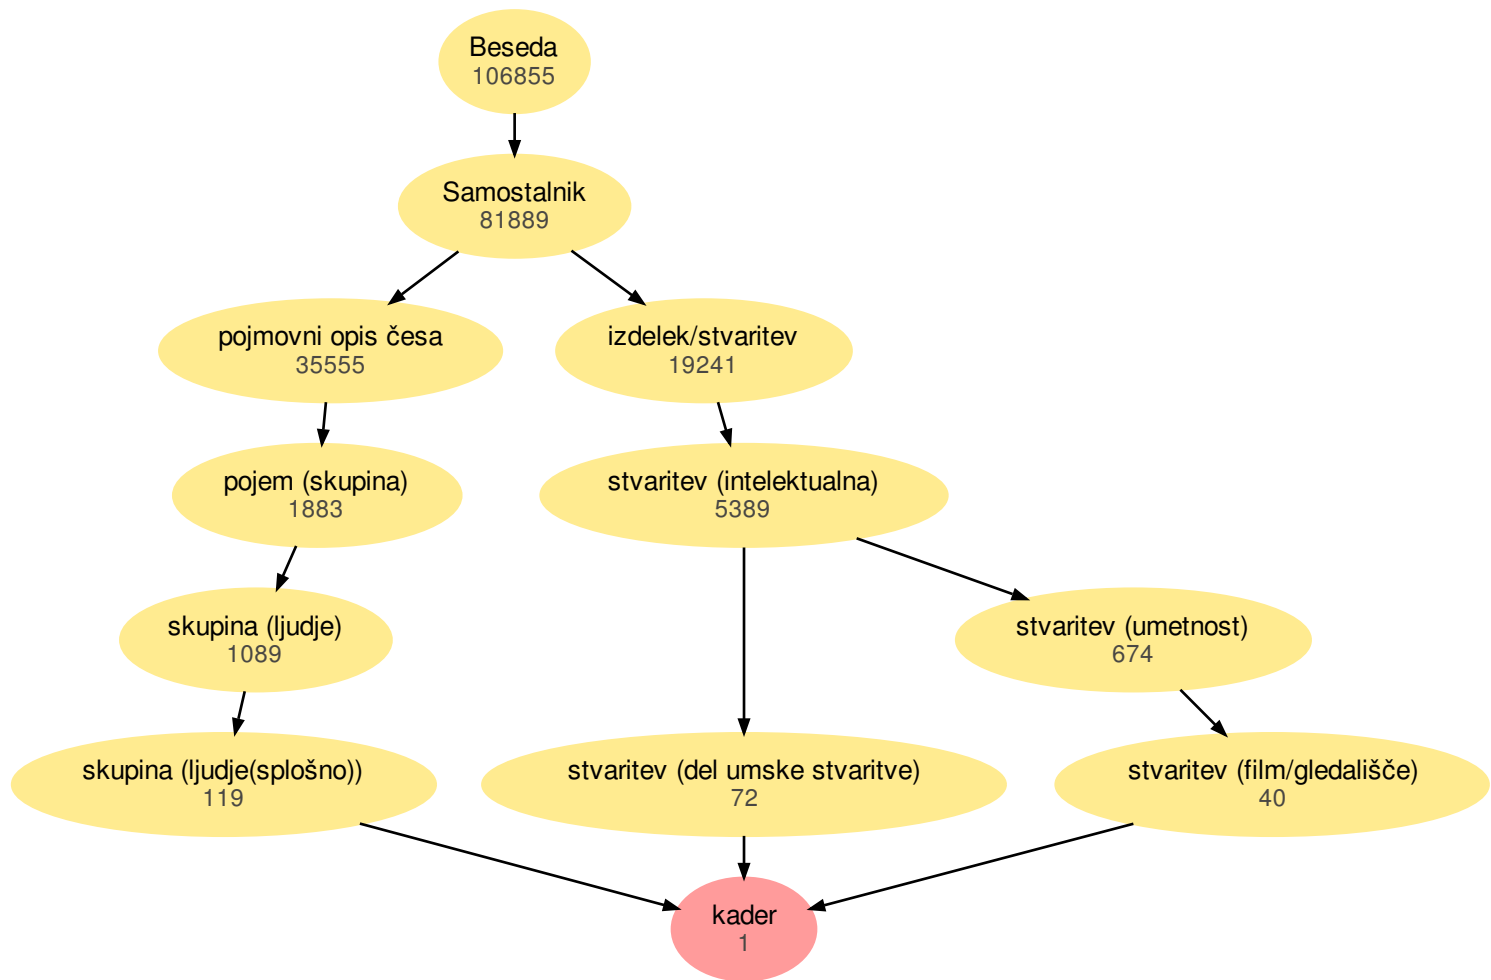 Beseda
106855
Samostalnik
81889
pojmovni opis česa
35555
izdelek/stvaritev
19241
pojem (skupina)
1883
stvaritev (intelektualna)
5389
skupina (ljudje)
1089
stvaritev (umetnost)
674
skupina (ljudje(splošno))
119
stvaritev (del umske stvaritve)
72
stvaritev (film/gledališče)
40
kader
1